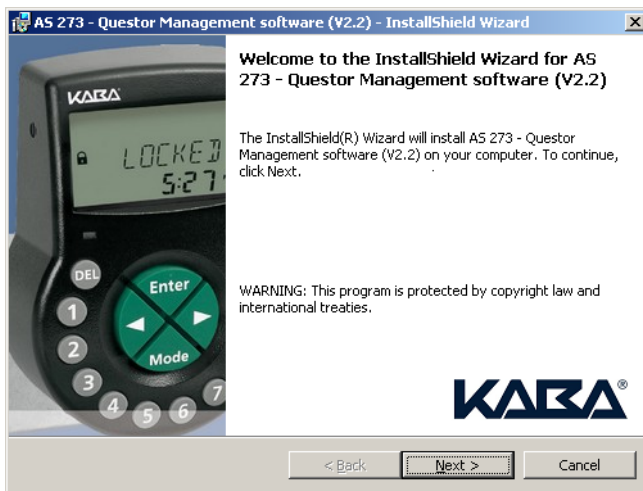 AS 273 - Questor Management software (V2.2) - InstallShield Wizard
Welcome to the InstallShield Wizard for AS
273 - Questor Management software (V2.2)
The InstallShield(R) Wizard will install AS 273 - Questor
Management software (V2.2) on your computer. To continue,
click Next.
WARNING: This program is protected by copyright law and
international treaties.
KABA
LOCKED
5:27
DEL
Enter
Mode
1
2
3
4
5
6
7
KABA®
< Back
Next >
Cancel